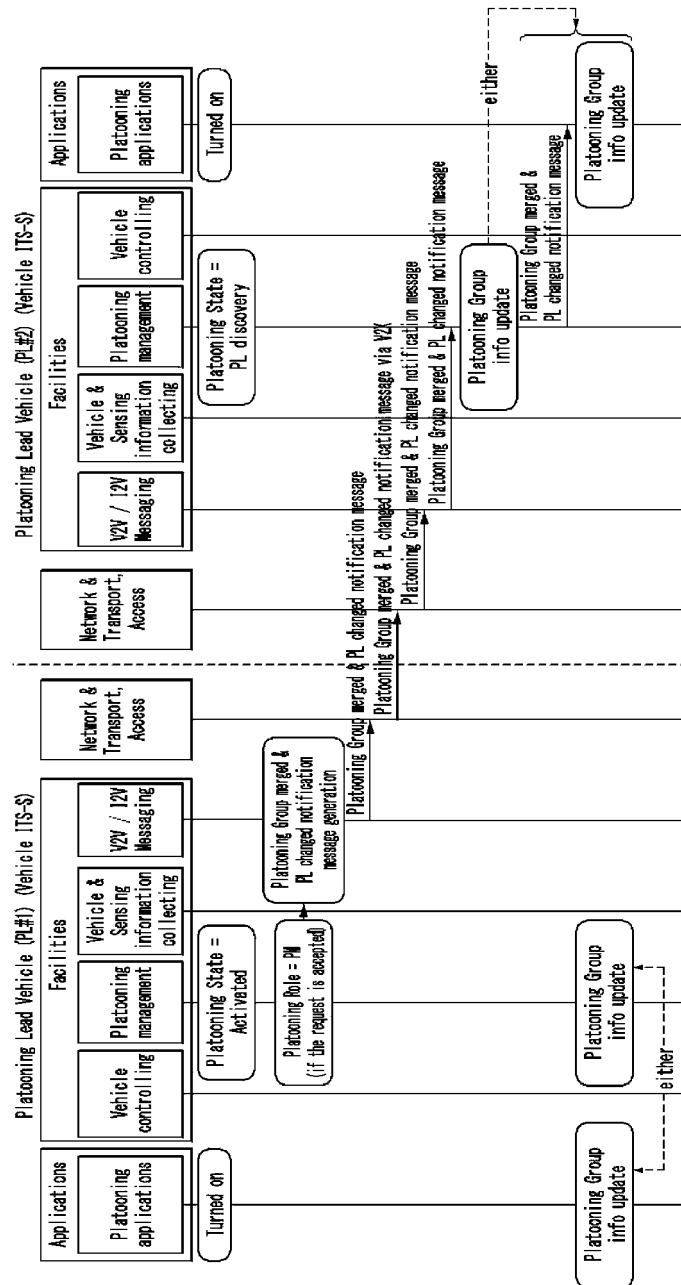 Platooning Lead Vehicle (PL#1) (Vehicle ITS-S)
Applications
Platooning
applications
Facilities
Vehicle
controlling
Platooning
management
Vehicle &
Sensing
information
collecting
V2V / I2V
Messaging
Network &
Transport,
Access
Platooning Lead Vehicle (PL#2) (Vehicle ITS-S)
Network &
Transport,
Access
Facilities
V2V / I2V
Messaging
Vehicle &
Sensing
information
collecting
Platooning
management
Vehicle
controlling
Applications
Platooning
applications
Turned on
Platooning State =
Activated
Platooning State =
PL discovery
Turned on
Platooning Role = PM
(if the request is accepted)
Platooning Group merged &
PL changed notification
message generation
Platooning Group merged & PL changed notification message
Platooning Group merged & PL changed notification message via V2X
Platooning Group merged & PL changed notification message
Platooning Group merged & PL changed notification message
Platooning Group
info update
either
Platooning Group merged &
PL changed notification message
Platooning Group
info update
Platooning Group
info update
Platooning Group
info update
either